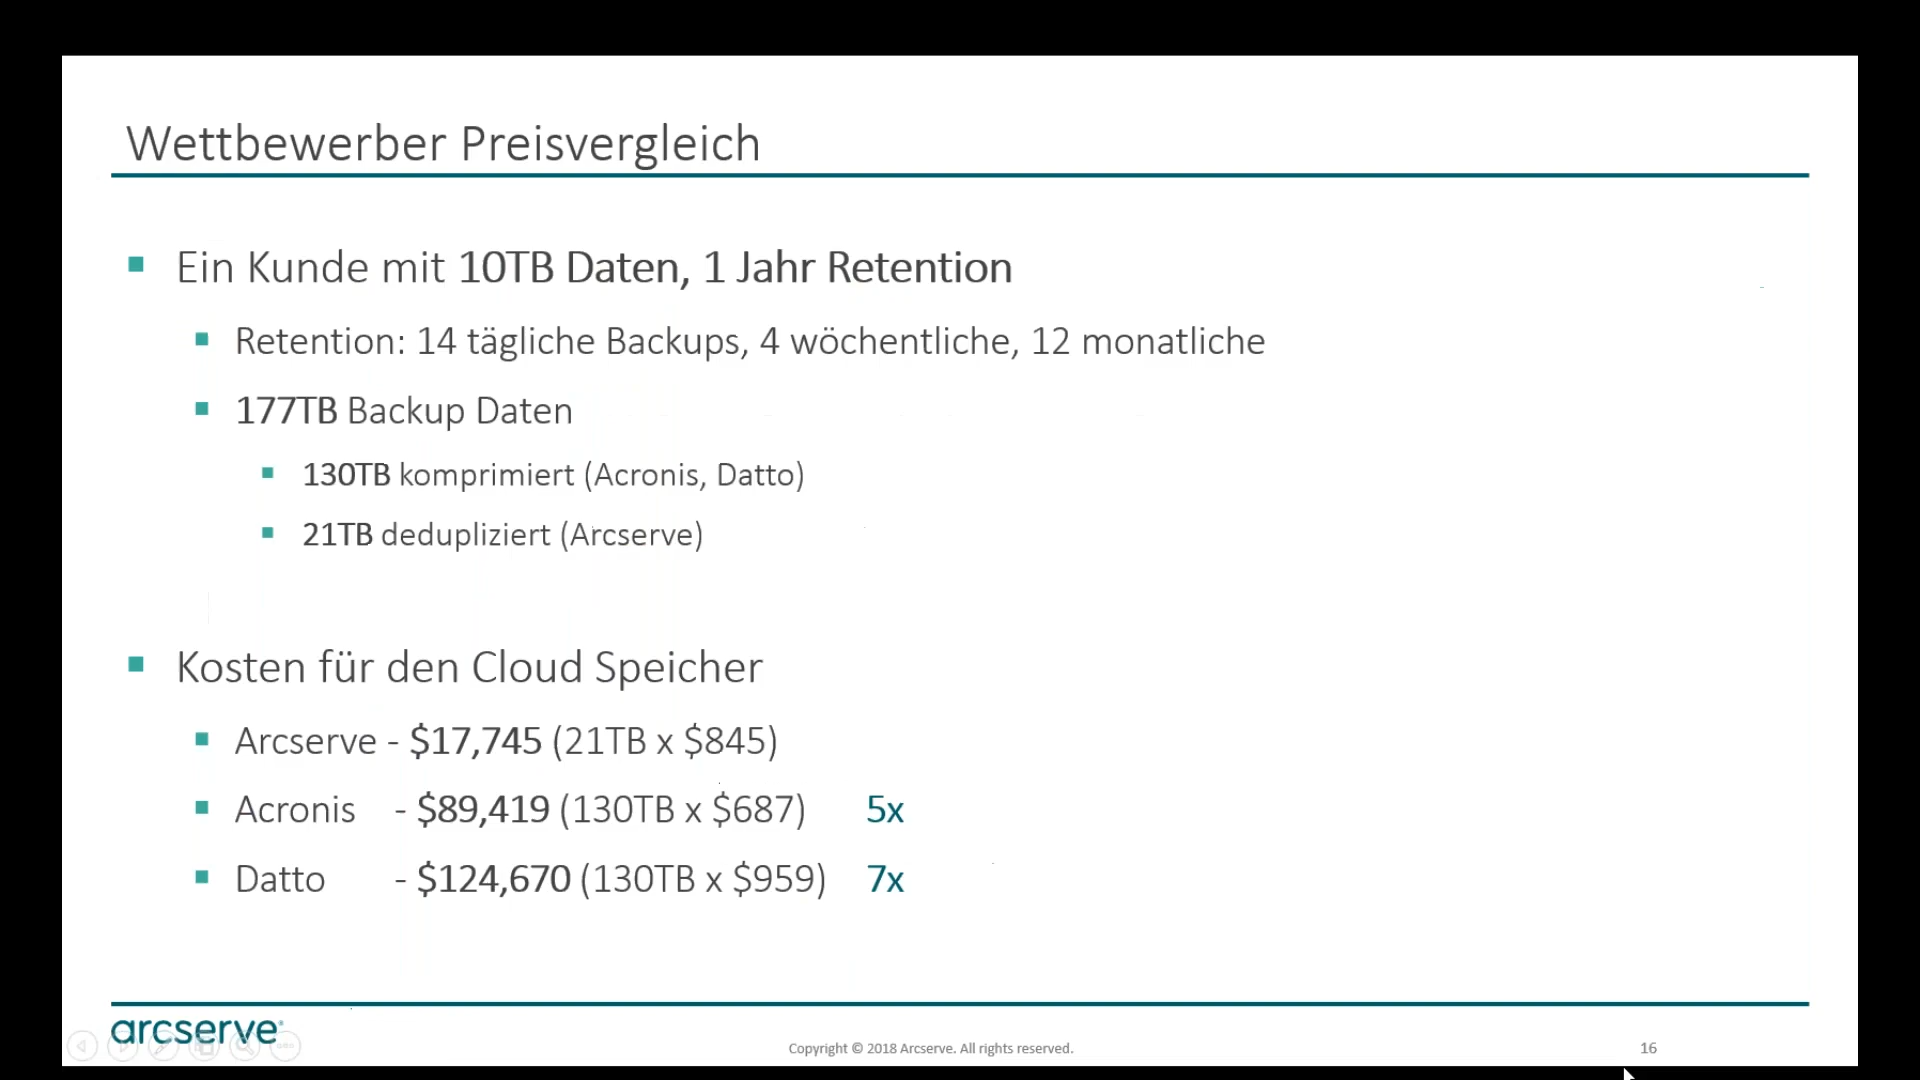 Wettbewerber Preisvergleich
Ein Kunde mit 10TB Daten, 1 Jahr Retention
Retention: 14 tägliche Backups, 4 wöchentliche, 12 monatliche
177TB Backup Daten
130TB komprimiert (Acronis, Datto)
21TB dedupliziert (Arcserve)
Kosten für den Cloud Speicher
Arcserve - $17,745 (21TB x $845)
Acronis - $89,419 (130TB x $687) 5x
Datto - $124,670 (130TB x $959) 7x
arcserve®
Copyright © 2018 Arcserve. All rights reserved.
16